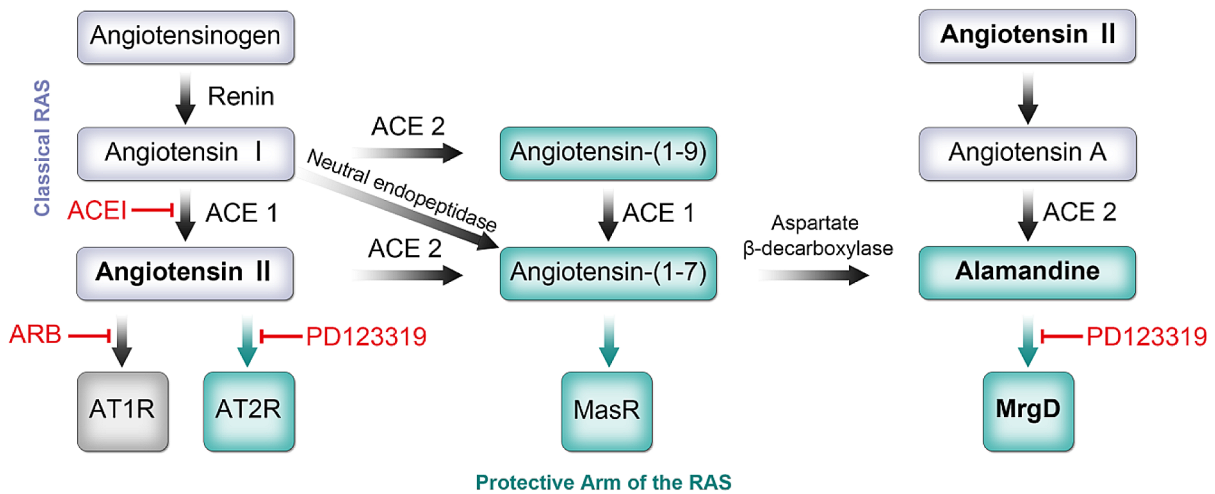 Angiotensinogen
Angiotensin II
Renin
Classical RAS
Angiotensin I
ACE 2
Angiotensin-(1-9)
Angiotensin A
Neutral endopeptidase
ACEI
ACE 1
ACE 1
ACE 2
Aspartate
β-decarboxylase
Angiotensin II
ACE 2
Angiotensin-(1-7)
Alamandine
ARB
PD123319
PD123319
AT1R
AT2R
MasR
MrgD
Protective Arm of the RAS